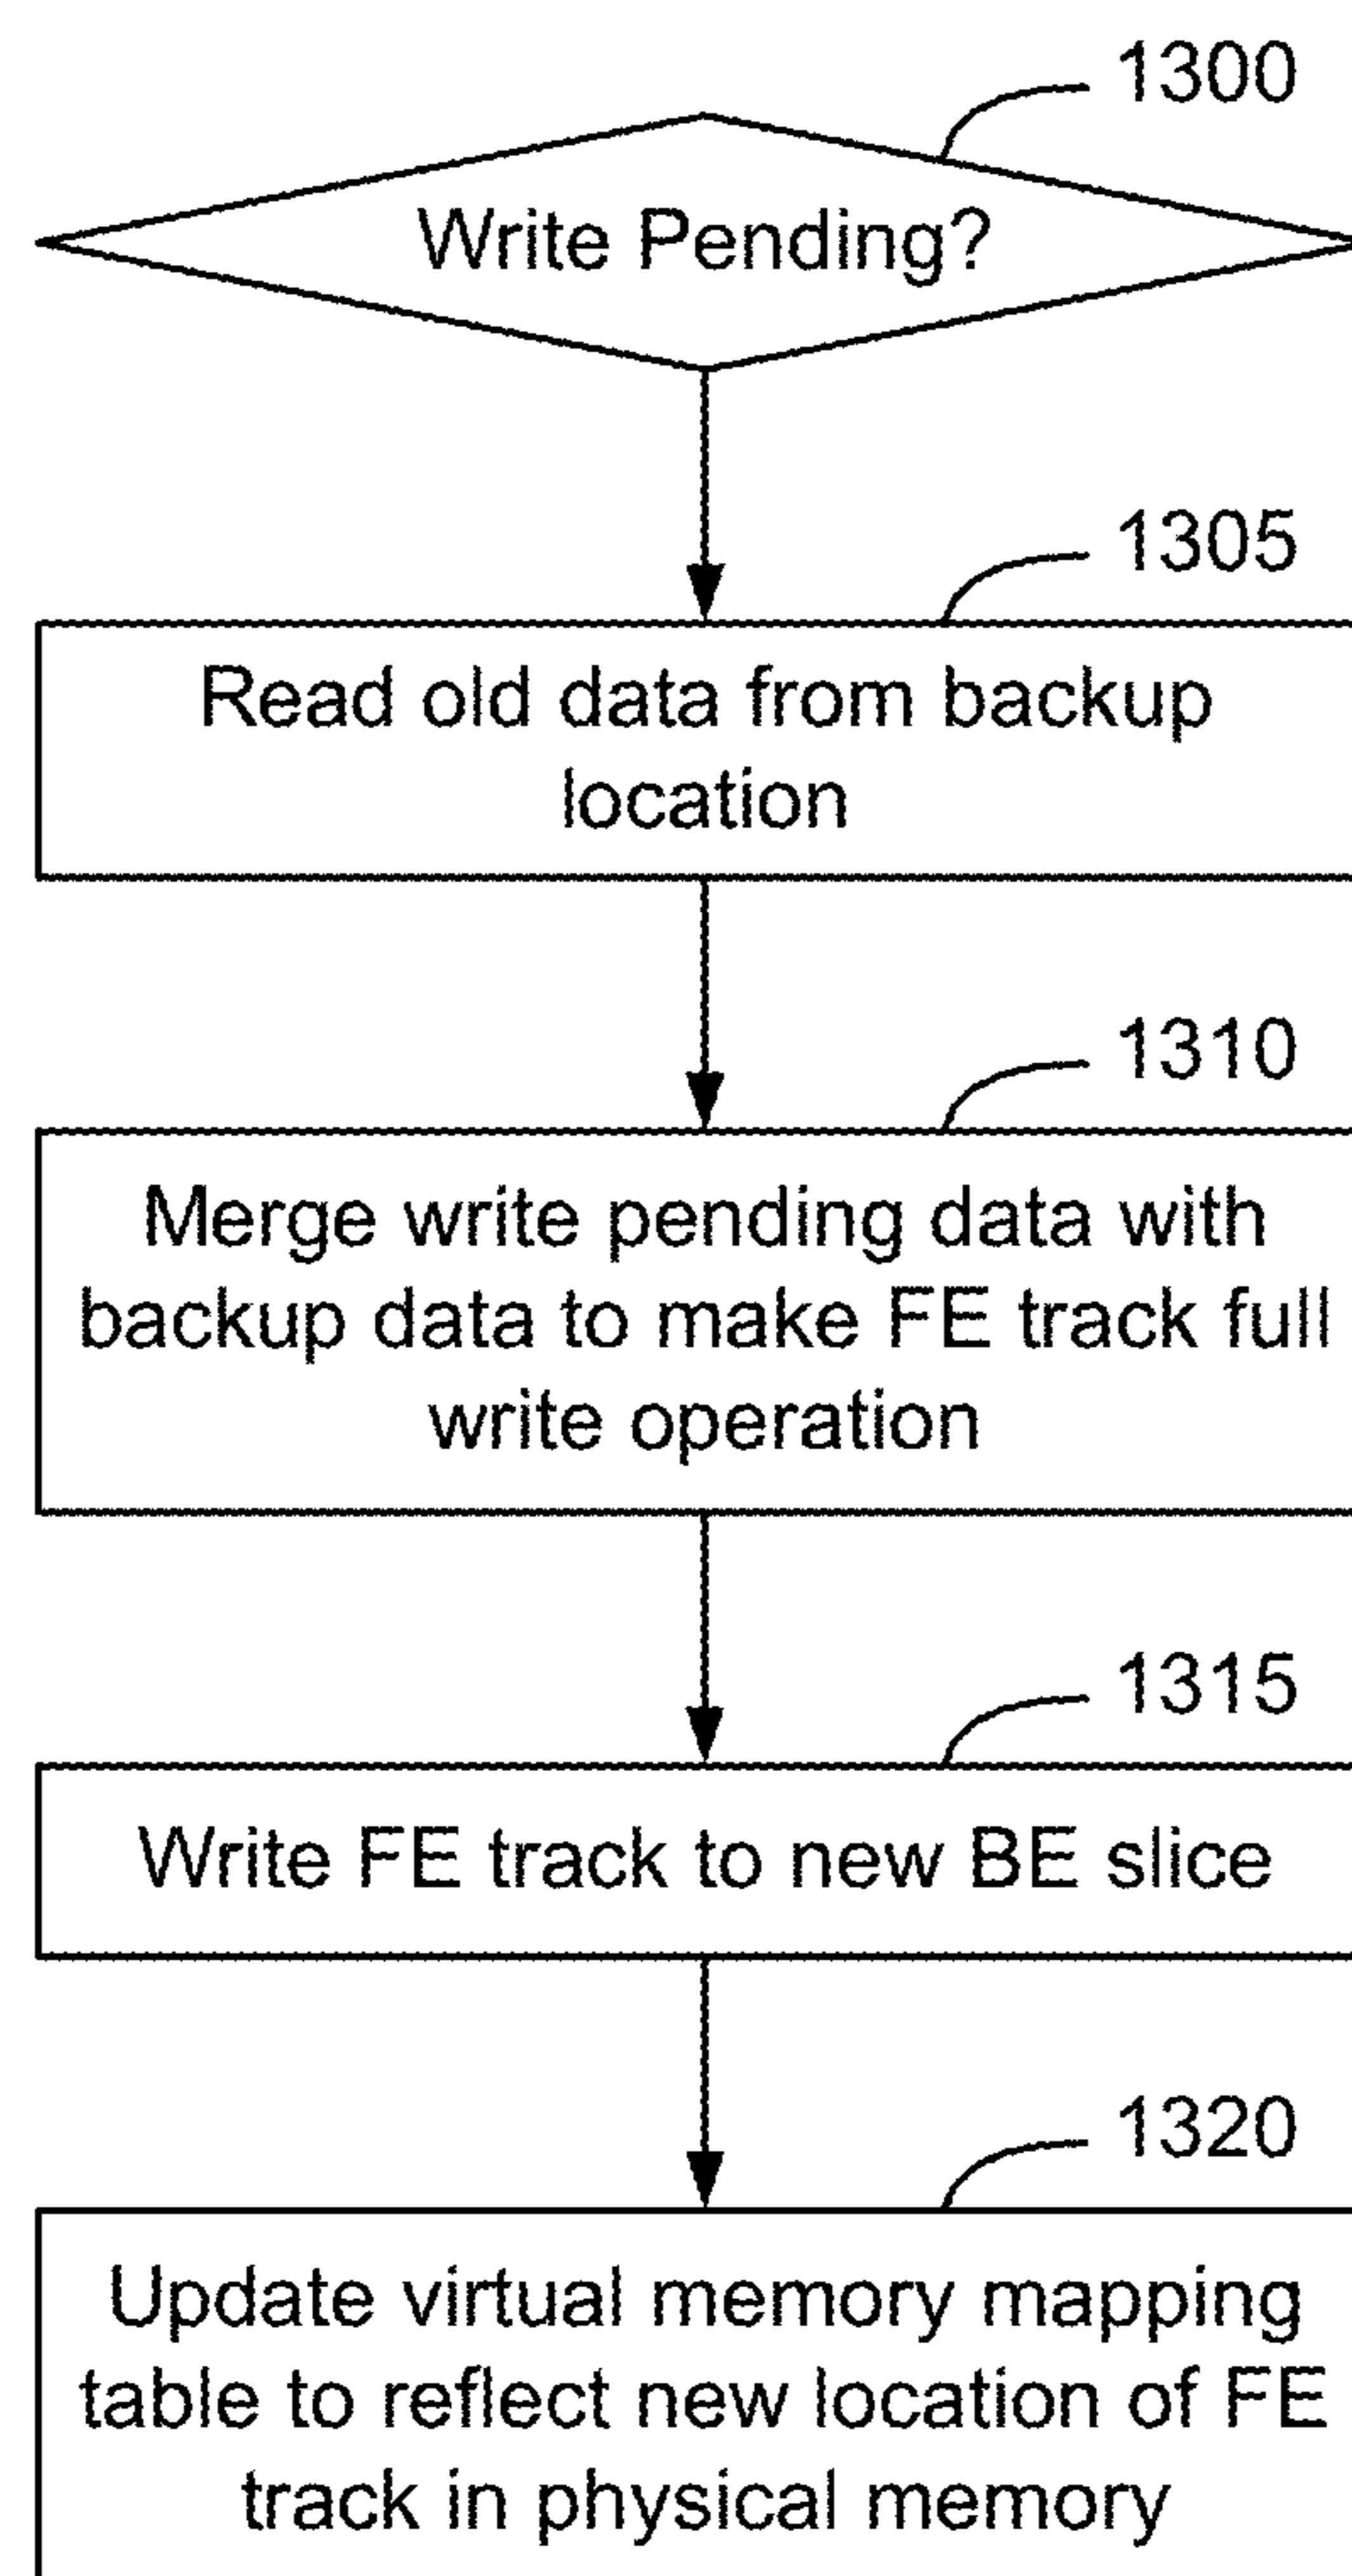 1300
Write Pending?
1305
Read old data from backup
location
1310
Merge write pending data with
backup data to make FE track full
write operation
1315
Write FE track to new BE slice
1320
Update virtual memory mapping
table to reflect new location of FE
track in physical memory